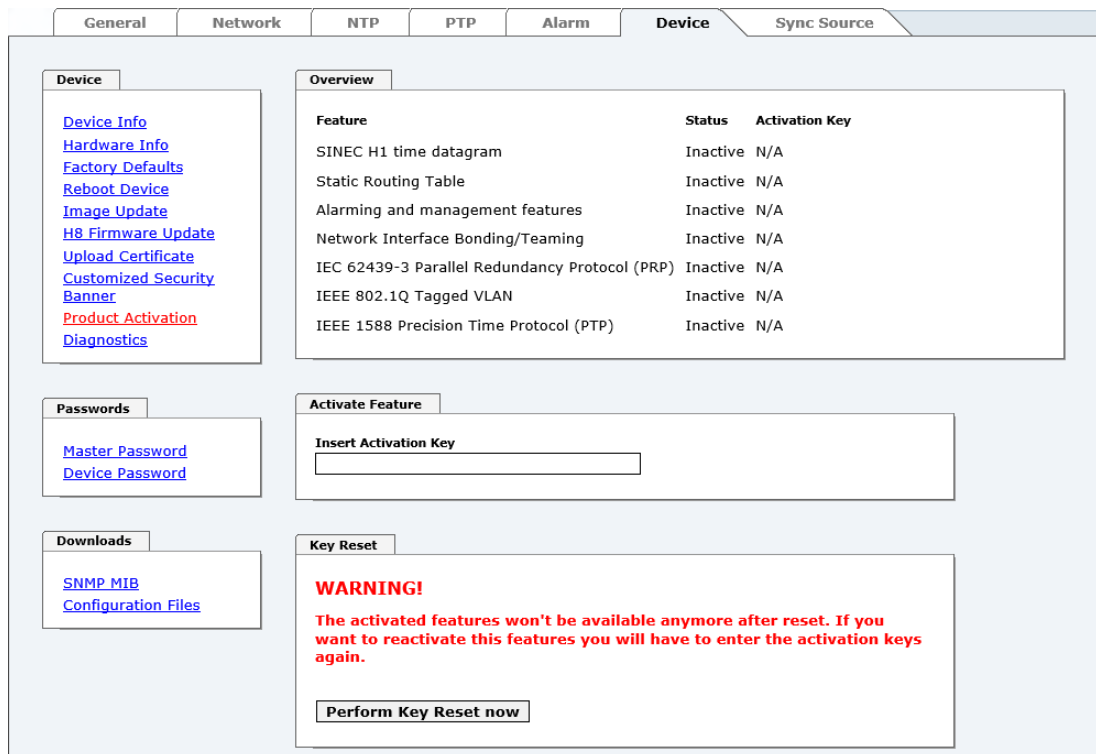 General Network NTP PTP Alarm Device Sync Source
Device
Device Info
Hardware Info
Factory Defaults
Reboot Device
Image Update
H8 Firmware Update
Upload Certificate
Customized Security
Banner
Product Activation
Diagnostics
Passwords
Master Password
Device Password
Downloads
SNMP MIB
Configuration Files
Overview
Feature Status Activation Key
SINEC H1 time datagram Inactive N/A
Static Routing Table Inactive N/A
Alarming and management features Inactive N/A
Network Interface Bonding/Teaming Inactive N/A
IEC 62439-3 Parallel Redundancy Protocol (PRP) Inactive N/A
IEEE 802.1Q Tagged VLAN Inactive N/A
IEEE 1588 Precision Time Protocol (PTP) Inactive N/A
Activate Feature
Insert Activation Key
Key Reset
WARNING!
The activated features won't be available anymore after reset. If you
want to reactivate this features you will have to enter the activation keys
again.
Perform Key Reset now